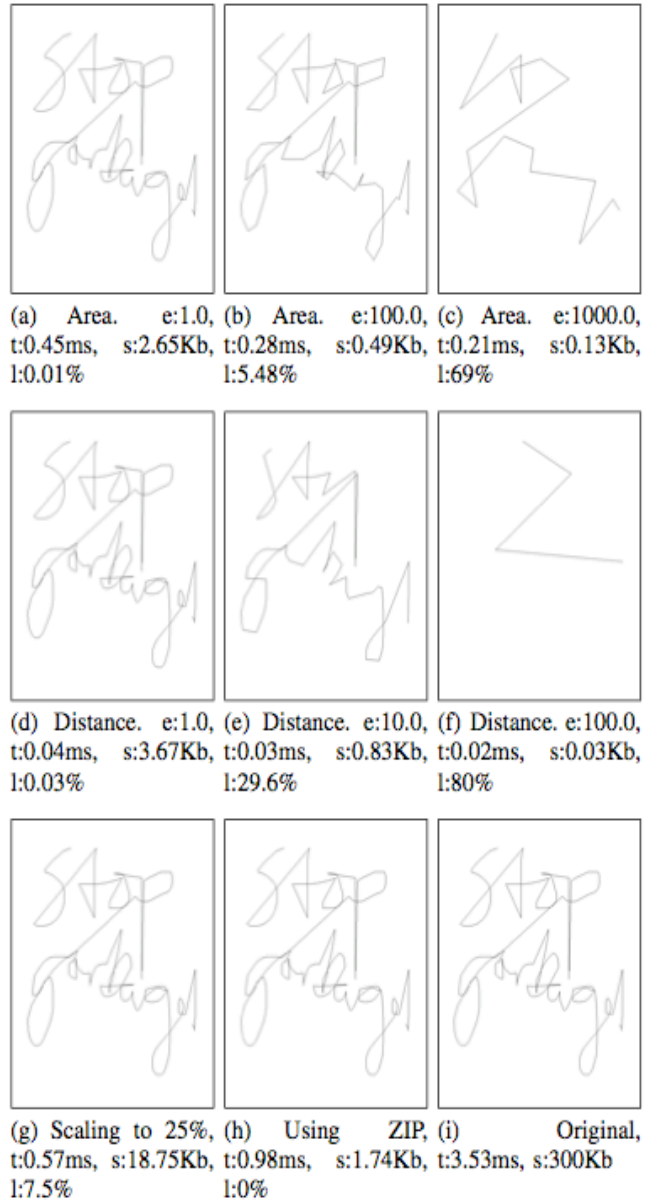 Stop
(a) Area. e:1.0,
t:0.45ms, s:2.65Kb,
l:0.01%
Stop
(b) Area. e:100.0,
t:0.28ms, s:0.49Kb,
l:5.48%
(c) Area. e:1000.0,
t:0.21ms, s:0.13Kb,
l:69%
Stop
(d) Distance. e:1.0,
t:0.04ms, s:3.67Kb,
l:0.03%
(e) Distance. e:10.0,
t:0.03ms, s:0.83Kb,
l:29.6%
(f) Distance. e:100.0,
t:0.02ms, s:0.03Kb,
l:80%
Stop
(g) Scaling to 25%,
t:0.57ms, s:18.75Kb,
l:7.5%
Stop
(h) Using ZIP,
t:0.98ms, s:1.74Kb,
l:0%
Stop
(i) Original,
t:3.53ms, s:300Kb